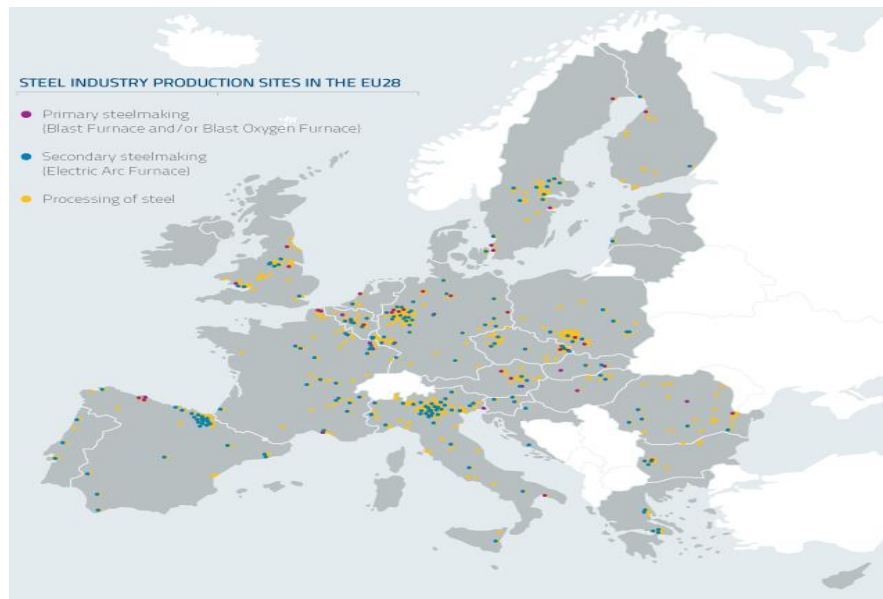 STEEL INDUSTRY PRODUCTION SITES IN THE EU28
Primary steelmaking
(Blast Furnace and/or Blast Oxygen Furnace)
Secondary steelmaking
(Electric Arc Furnace)
Processing of steel